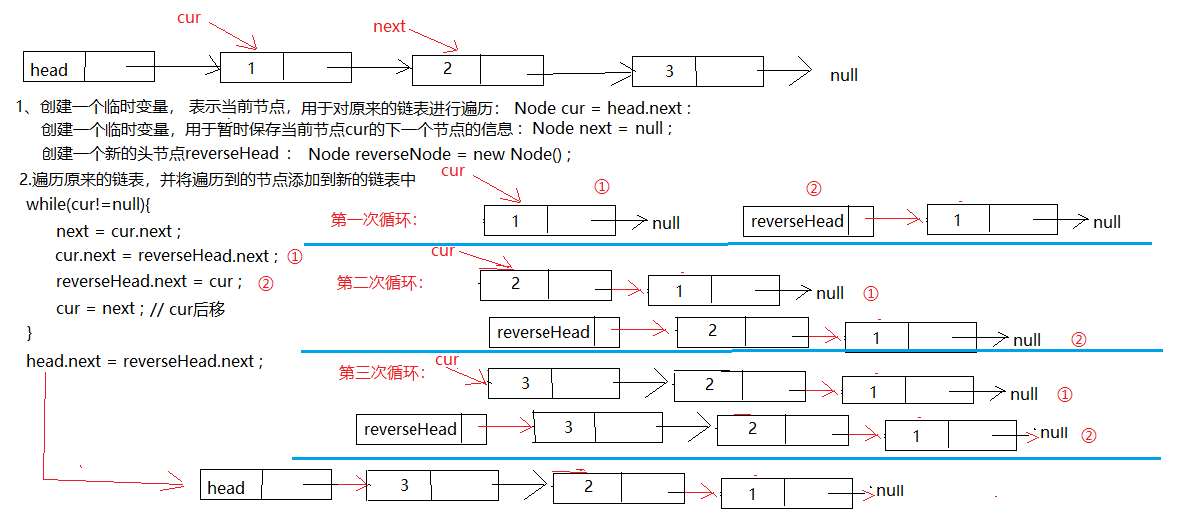 cur
next
head 1 2 3 null
1、创建一个临时变量, 表示当前节点,用于对原来的链表进行遍历: Node cur = head.next :
创建一个临时变量,用于暂时保存当前节点cur的下一个节点的信息 : Node next = null ;
创建一个新的头节点reverseHead : Node reverseNode = new Node() ;
2.遍历原来的链表,并将遍历到的节点添加到新的链表中
while(cur!=null){
next = cur.next ;
cur.next = reverseHead.next ; ①
reverseHead.next = cur ; ②
cur = next ; // cur后移
}
head.next = reverseHead.next ;
cur ① ②
第一次循环: 1 null reverseHead 1 null
cur
第二次循环: 2 1 null ①
reverseHead 2 1 null ②
cur
第三次循环: 3 2 1 null ①
reverseHead 3 2 1 null ②
head 3 2 1 null